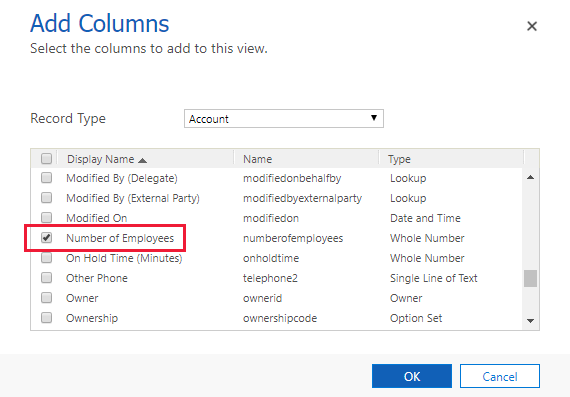 Add Columns
Select the columns to add to this view.
Record Type Account
Display Name Name Type
Modified By (Delegate) modifiedonbehalfby Lookup
Modified By (External Party) modifiedbyexternalparty Lookup
Modified On modifiedon Date and Time
Number of Employees numberofemployees Whole Number
On Hold Time (Minutes) onholdtime Whole Number
Other Phone telephone2 Single Line of Text
Owner ownerid Owner
Ownership ownershipcode Option Set
OK Cancel